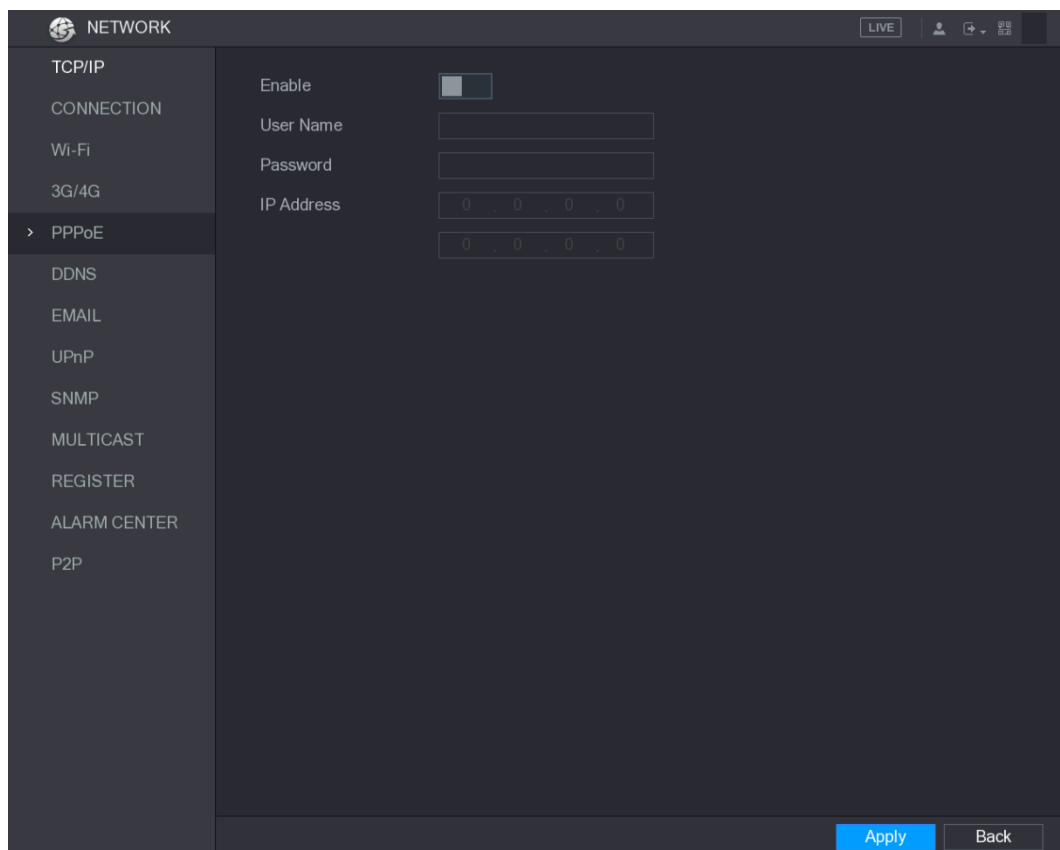 NETWORK
LIVE
TCP/IP
CONNECTION
Wi-Fi
3G/4G
> PPPoE
DDNS
EMAIL
UPnP
SNMP
MULTICAST
REGISTER
ALARM CENTER
P2P
Enable
User Name
Password
IP Address
0 . 0 . 0 . 0
0 . 0 . 0 . 0
Apply
Back